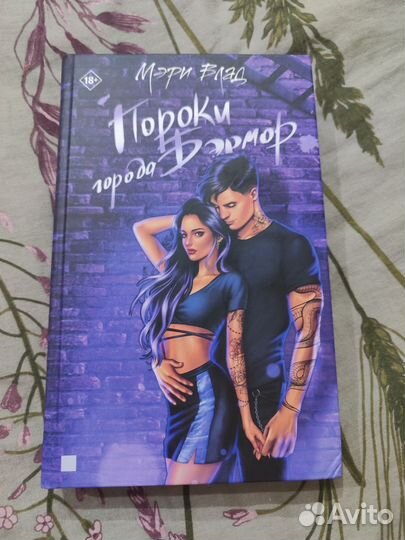 Мэри Влад
18+
Пороки
города Бэрмор
Avito